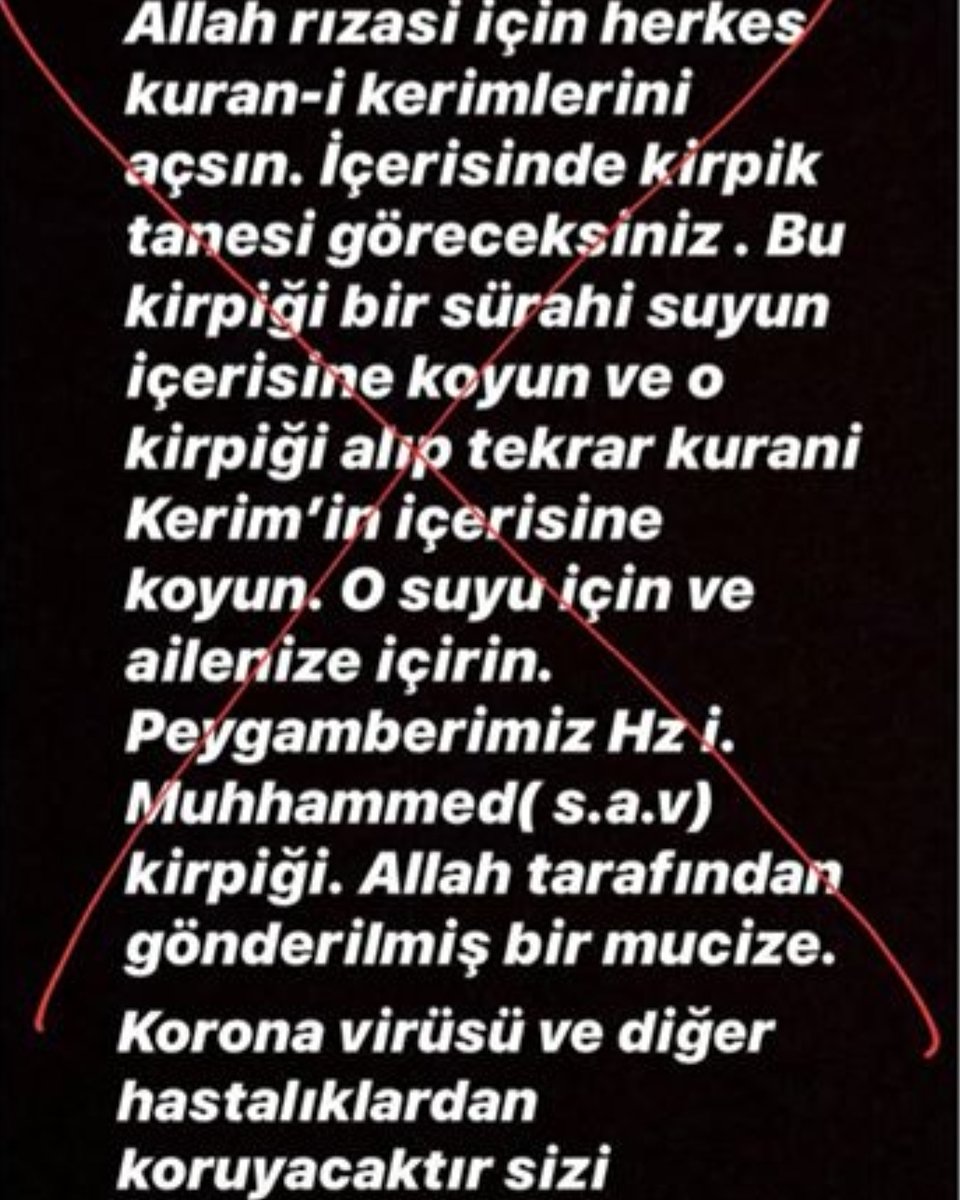 Allah rızasi için herkes
kuran-i kerimlerini
açsın. İçerisinde kirpik
tanesi göreceksiniz . Bu
kirpiği bir sürahi suyun
içerisine koyun ve o
kirpiği alıp tekrar kurani
Kerim’in içerisine
koyun. O suyu için ve
ailenize içirin.
Peygamberimiz Hz i.
Muhhammed( s.a.v)
kirpiği. Allah tarafından
gönderilmiş bir mucize.
Korona virüsü ve diğer
hastalıklardan
koruyacaktır sizi